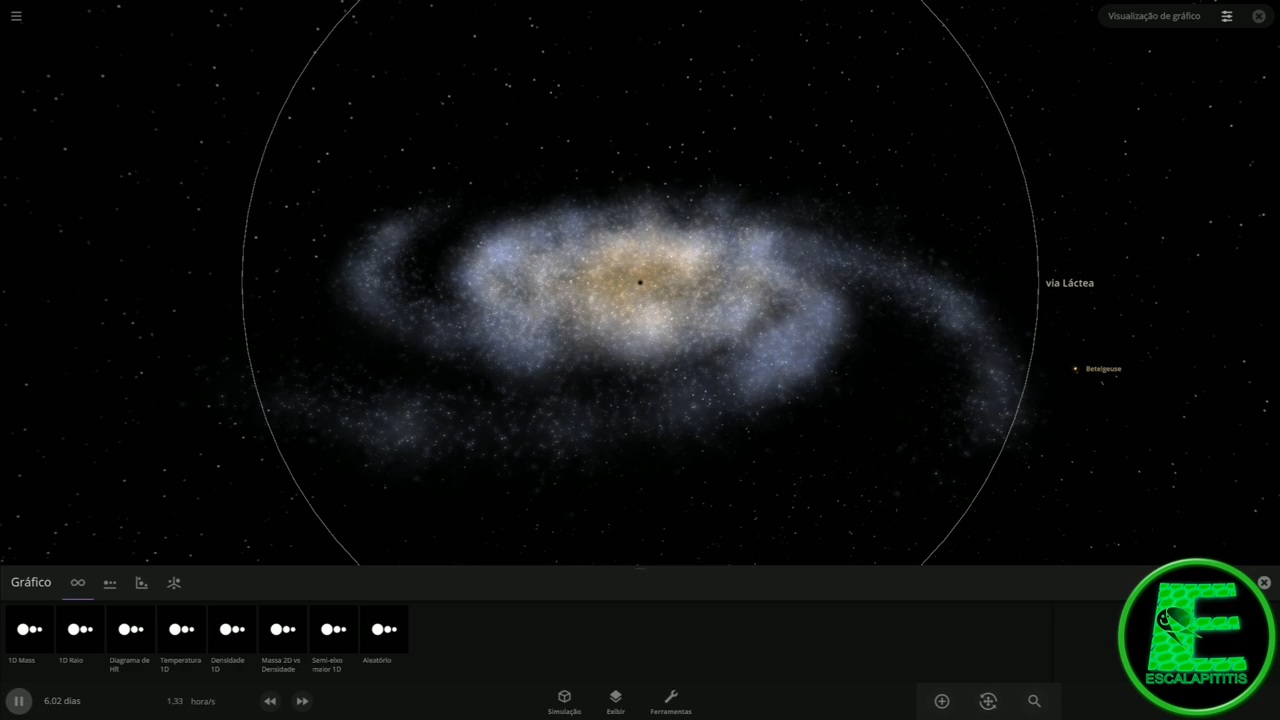 Visualização de gráfico
via Láctea
Betelgeuse
Gráfico
1D Mass
1D Raio
Diagrama de
HR
Temperatura
1D
Densidade
1D
Massa 2D vs
Densidade
Semi-eixo
maior 1D
Aleatório
ESCALAPITITIS
6,02 dias
1,33 hora/s
Simulação
Exibir
Ferramentas